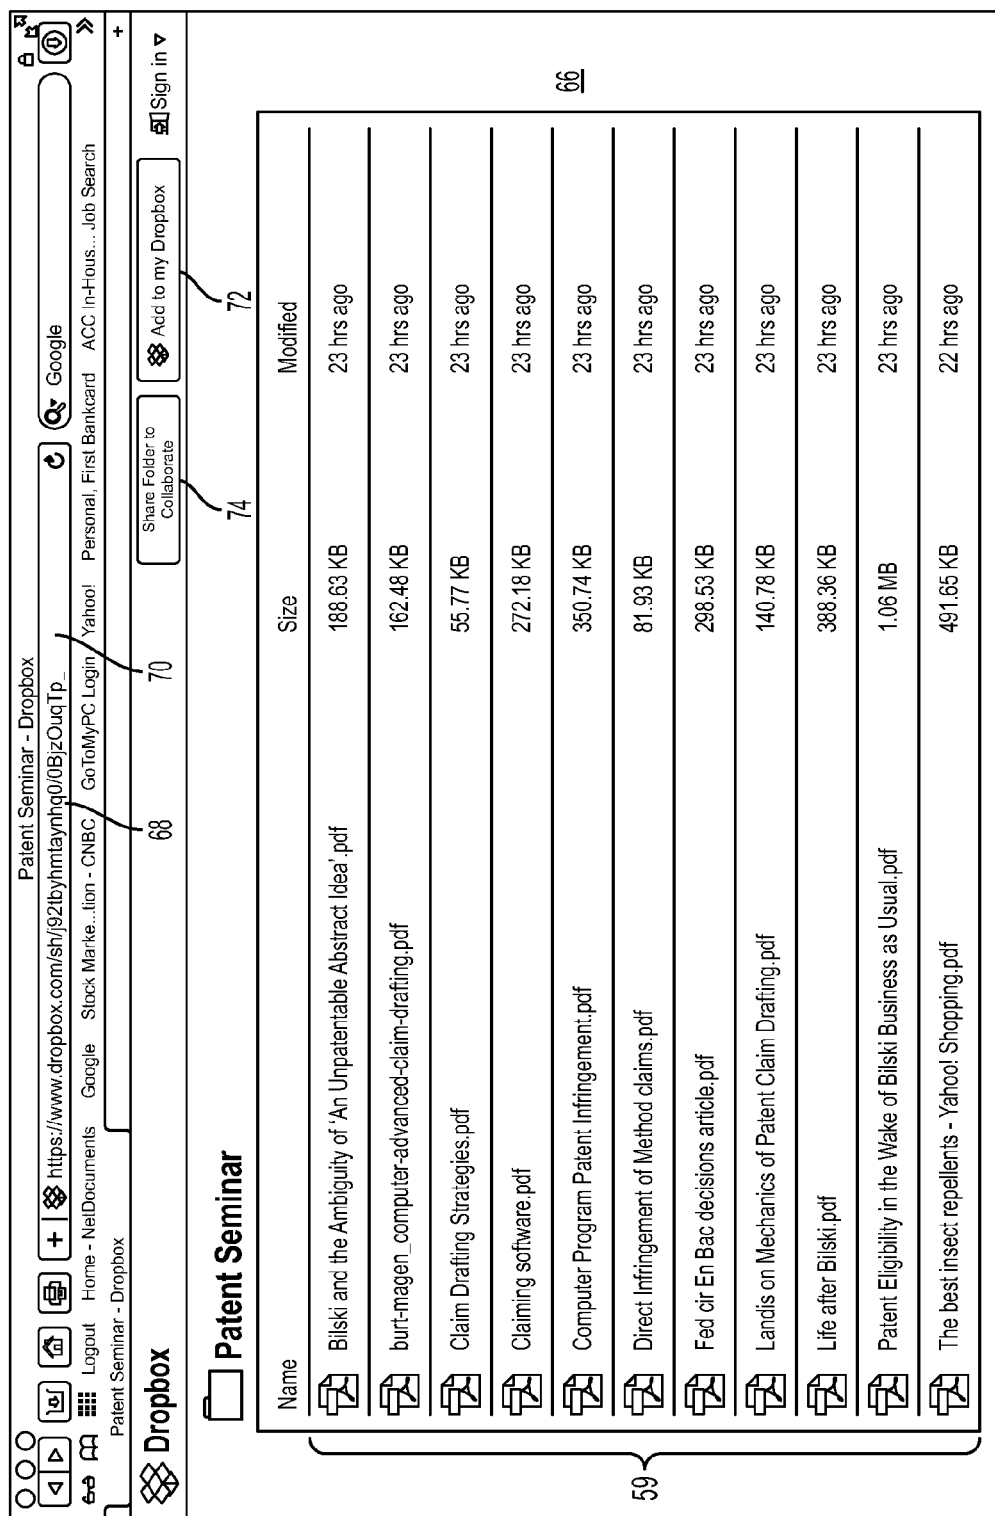 Patent Seminar - Dropbox
+ https://www.dropbox.com/sh/j92tbyhmtaynhq0/0BjzOuqTp_ Google
Logout Home - NetDocuments Google Stock Marke...tion - CNBC GoToMyPC Login Yahoo! Personal, First Bankcard ACC In-Hous... Job Search »
Patent Seminar - Dropbox +
Dropbox Share Folder to Collaborate Add to my Dropbox Sign in
68 70 74 72
Patent Seminar
Name Size Modified
Bilski and the Ambiguity of 'An Unpatentable Abstract Idea'.pdf 188.63 KB 23 hrs ago
burt-magen_computer-advanced-claim-drafting.pdf 162.48 KB 23 hrs ago
Claim Drafting Strategies.pdf 55.77 KB 23 hrs ago
Claiming software.pdf 272.18 KB 23 hrs ago
Computer Program Patent Infringement.pdf 350.74 KB 23 hrs ago
Direct Infringement of Method claims.pdf 81.93 KB 23 hrs ago
Fed cir En Bac decisions article.pdf 298.53 KB 23 hrs ago
Landis on Mechanics of Patent Claim Drafting.pdf 140.78 KB 23 hrs ago
Life after Bilski.pdf 388.36 KB 23 hrs ago
Patent Eligibility in the Wake of Bilski Business as Usual.pdf 1.06 MB 23 hrs ago
The best insect repellents - Yahoo! Shopping.pdf 491.65 KB 22 hrs ago
59
66